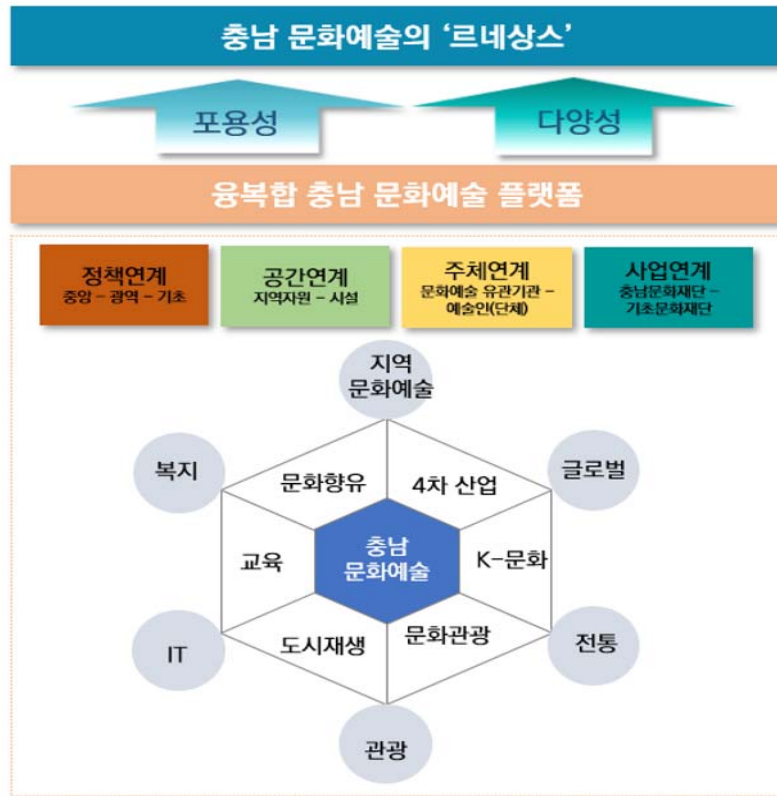 충남 문화예술의 ‘르네상스’
포용성
다양성
융복합 충남 문화예술 플랫폼
정책연계
중앙 – 광역 – 기초
공간연계
지역자원 – 시설
주체연계
문화예술 유관기관 –
예술인(단체)
사업연계
충남문화재단 –
기초문화재단
지역
문화예술
복지
글로벌
문화향유
4차 산업
교육
충남
문화예술
K-문화
IT
도시재생
문화관광
전통
관광